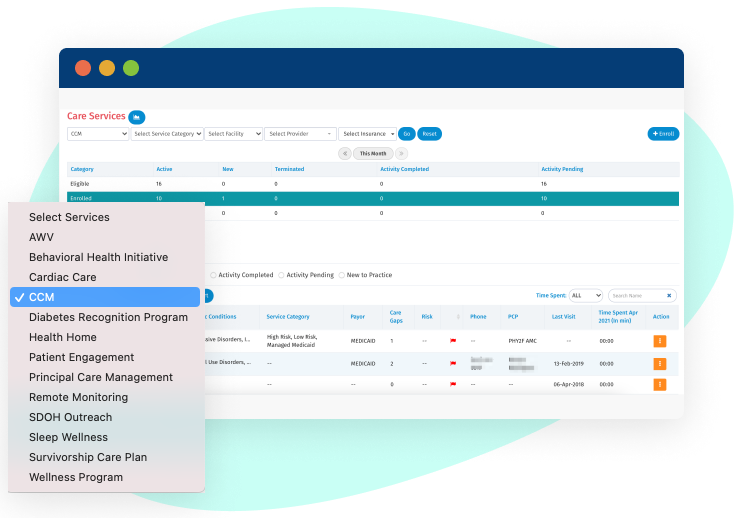 Care Services
CCM Select Service Category Select Facility Select Provider Select Insurance Go Reset + Enroll
« This Month »
Category Active New Terminated Activity Completed Activity Pending
Eligible 16 0 0 0 16
Enrolled 10 1 0 0 10
0 0 0 0
Select Services
AWV
Behavioral Health Initiative
Cardiac Care
✓ CCM
Diabetes Recognition Program
Health Home
Patient Engagement
Principal Care Management
Remote Monitoring
SDOH Outreach
Sleep Wellness
Survivorship Care Plan
Wellness Program
Activity Completed Activity Pending New to Practice
Time Spent: ALL Search Name
Conditions Service Category Payor Care Gaps Risk Phone PCP Last Visit Time Spent Apr 2021 (in min) Action
sive Disorders, I... High Risk, Low Risk, Managed Medicaid MEDICAID 1 -- -- PHY2F AMC -- 00:00
l Use Disorders, ... -- MEDICAID 2 -- 13-Feb-2019 00:00
-- 0 -- -- -- 06-Apr-2018 00:00